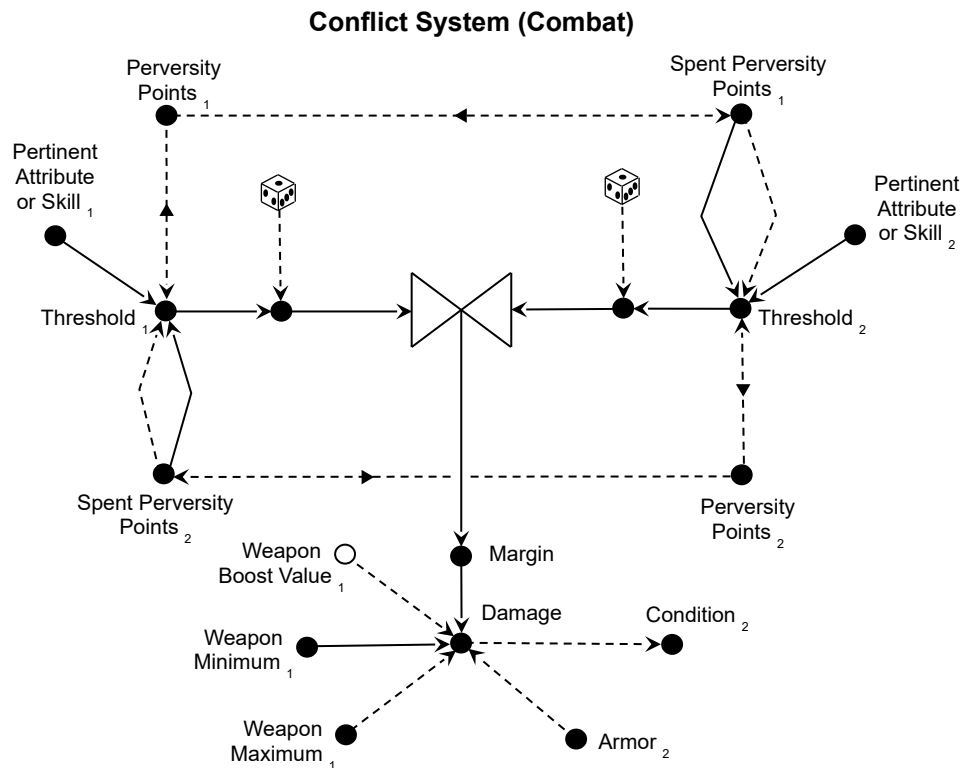 Conflict System (Combat)
Perversity
Points 1
Spent Perversity
Points 1
Pertinent
Attribute
or Skill 1
Pertinent
Attribute
or Skill 2
Threshold 1
Threshold 2
Spent Perversity
Points 2
Perversity
Points 2
Weapon
Boost Value 1
Margin
Damage
Condition 2
Weapon
Minimum 1
Weapon
Maximum 1
Armor 2